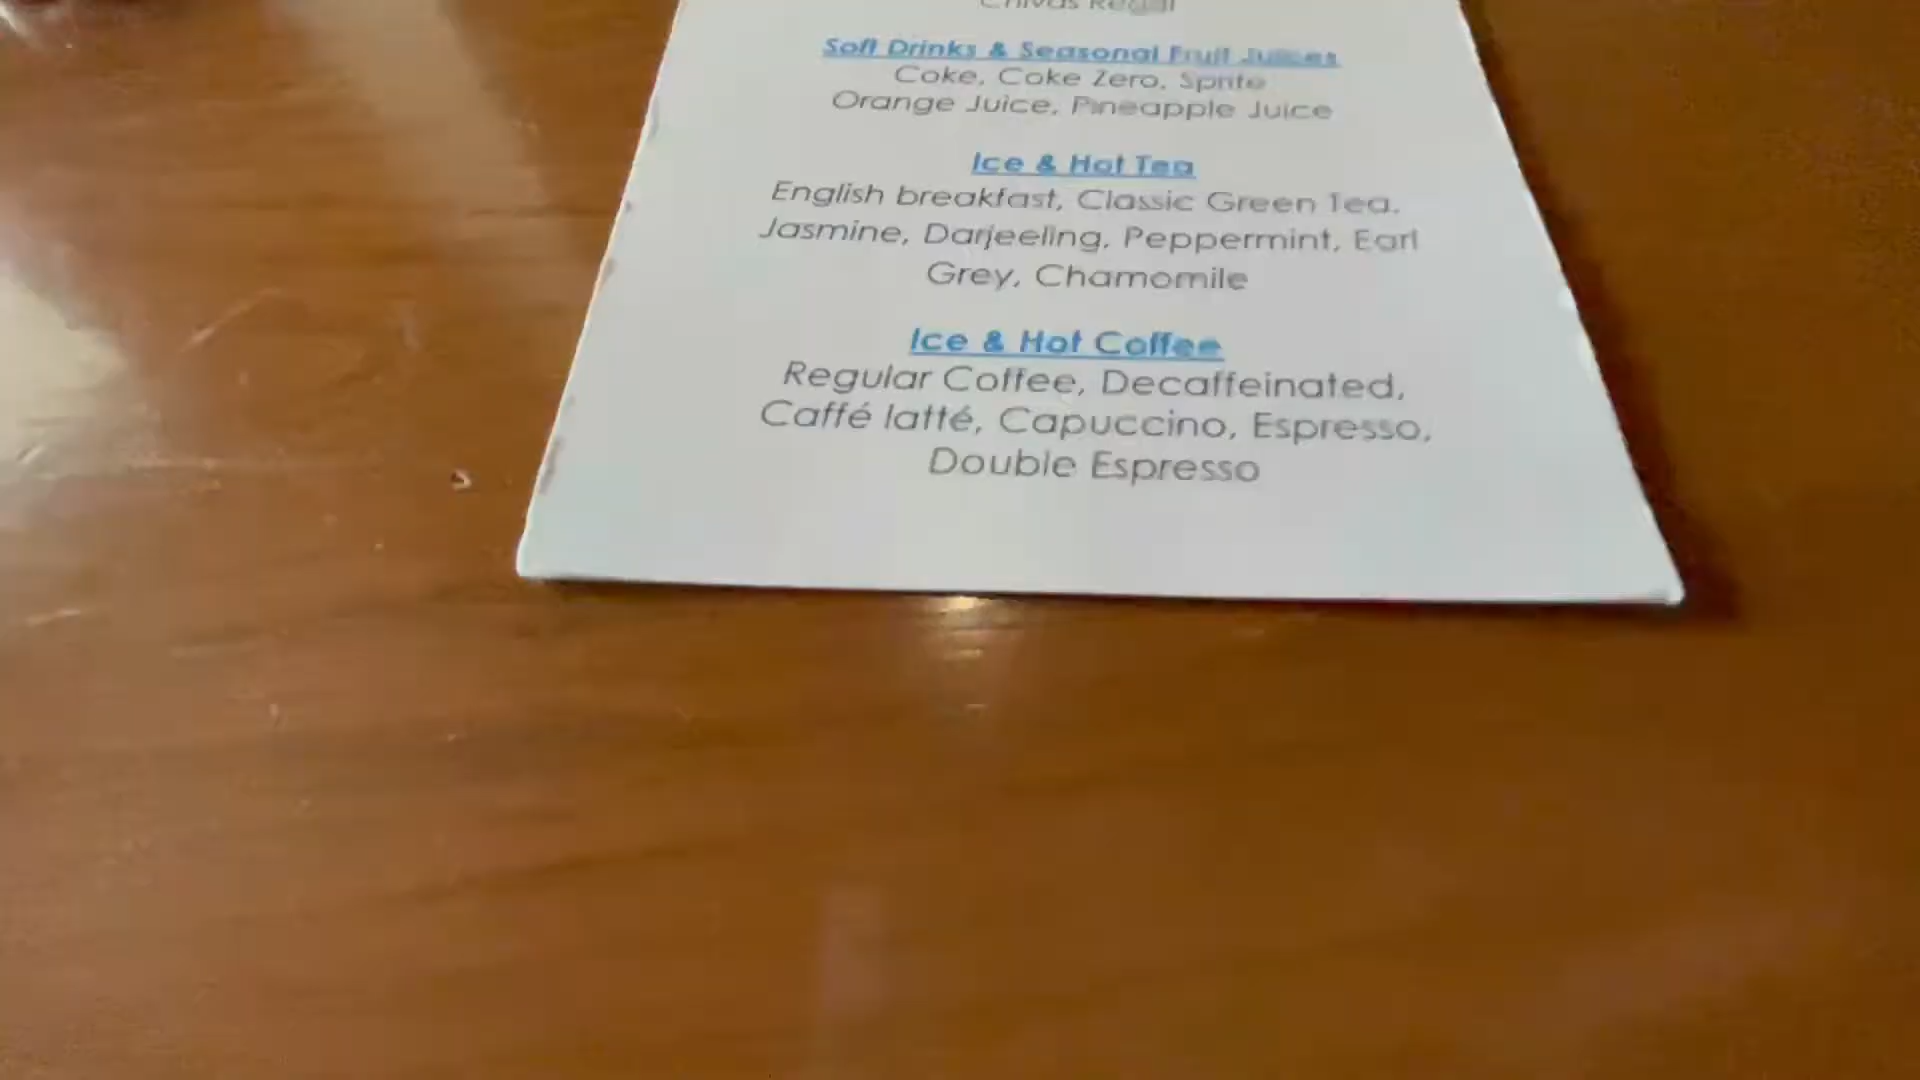 Chivas Regal
Soft Drinks & Seasonal Fruit Juices
Coke, Coke Zero, Sprite
Orange Juice, Pineapple Juice
Ice & Hot Tea
English breakfast, Classic Green Tea,
Jasmine, Darjeeling, Peppermint, Earl
Grey, Chamomile
Ice & Hot Coffee
Regular Coffee, Decaffeinated,
Caffé latté, Capuccino, Espresso,
Double Espresso